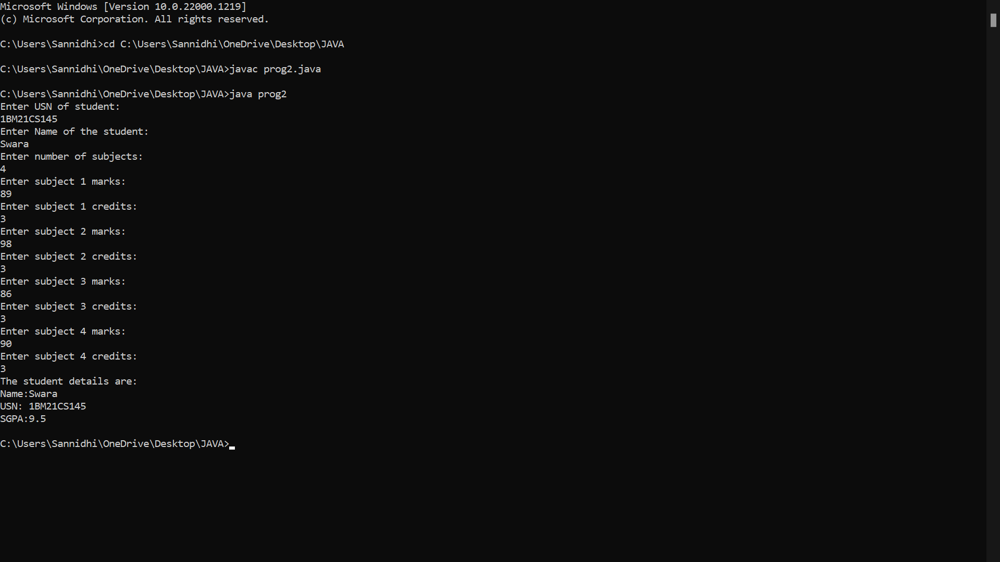 Microsoft Windows [Version 10.0.22000.1219]
(c) Microsoft Corporation. All rights reserved.
C:\Users\Sannidhi>cd C:\Users\Sannidhi\OneDrive\Desktop\JAVA
C:\Users\Sannidhi\OneDrive\Desktop\JAVA>javac prog2.java
C:\Users\Sannidhi\OneDrive\Desktop\JAVA>java prog2
Enter USN of student:
1BM21CS145
Enter Name of the student:
Swara
Enter number of subjects:
4
Enter subject 1 marks:
89
Enter subject 1 credits:
3
Enter subject 2 marks:
98
Enter subject 2 credits:
3
Enter subject 3 marks:
86
Enter subject 3 credits:
3
Enter subject 4 marks:
90
Enter subject 4 credits:
3
The student details are:
Name:Swara
USN: 1BM21CS145
SGPA:9.5
C:\Users\Sannidhi\OneDrive\Desktop\JAVA>